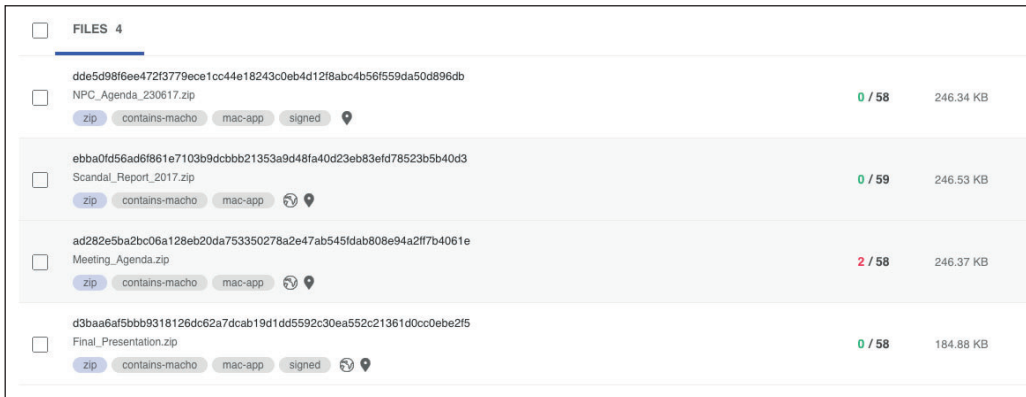 FILES 4
dde5d98f6ee472f3779ece1cc44e18243c0eb4d12f8abc4b56f559da50d896db
NPC_Agenda_230617.zip
0 / 58 246.34 KB
zip contains-macho mac-app signed
ebba0fd56ad6f861e7103b9dcbbb21353a9d48fa40d23eb83efd78523b5b40d3
Scandal_Report_2017.zip
0 / 59 246.53 KB
zip contains-macho mac-app
ad282e5ba2bc06a128eb20da753350278a2e47ab545fdab808e94a2ff7b4061e
Meeting_Agenda.zip
2 / 58 246.37 KB
zip contains-macho mac-app
d3baa6af5bbb9318126dc62a7dcab19d1dd5592c30ea552c21361d0cc0ebe2f5
Final_Presentation.zip
0 / 58 184.88 KB
zip contains-macho mac-app signed